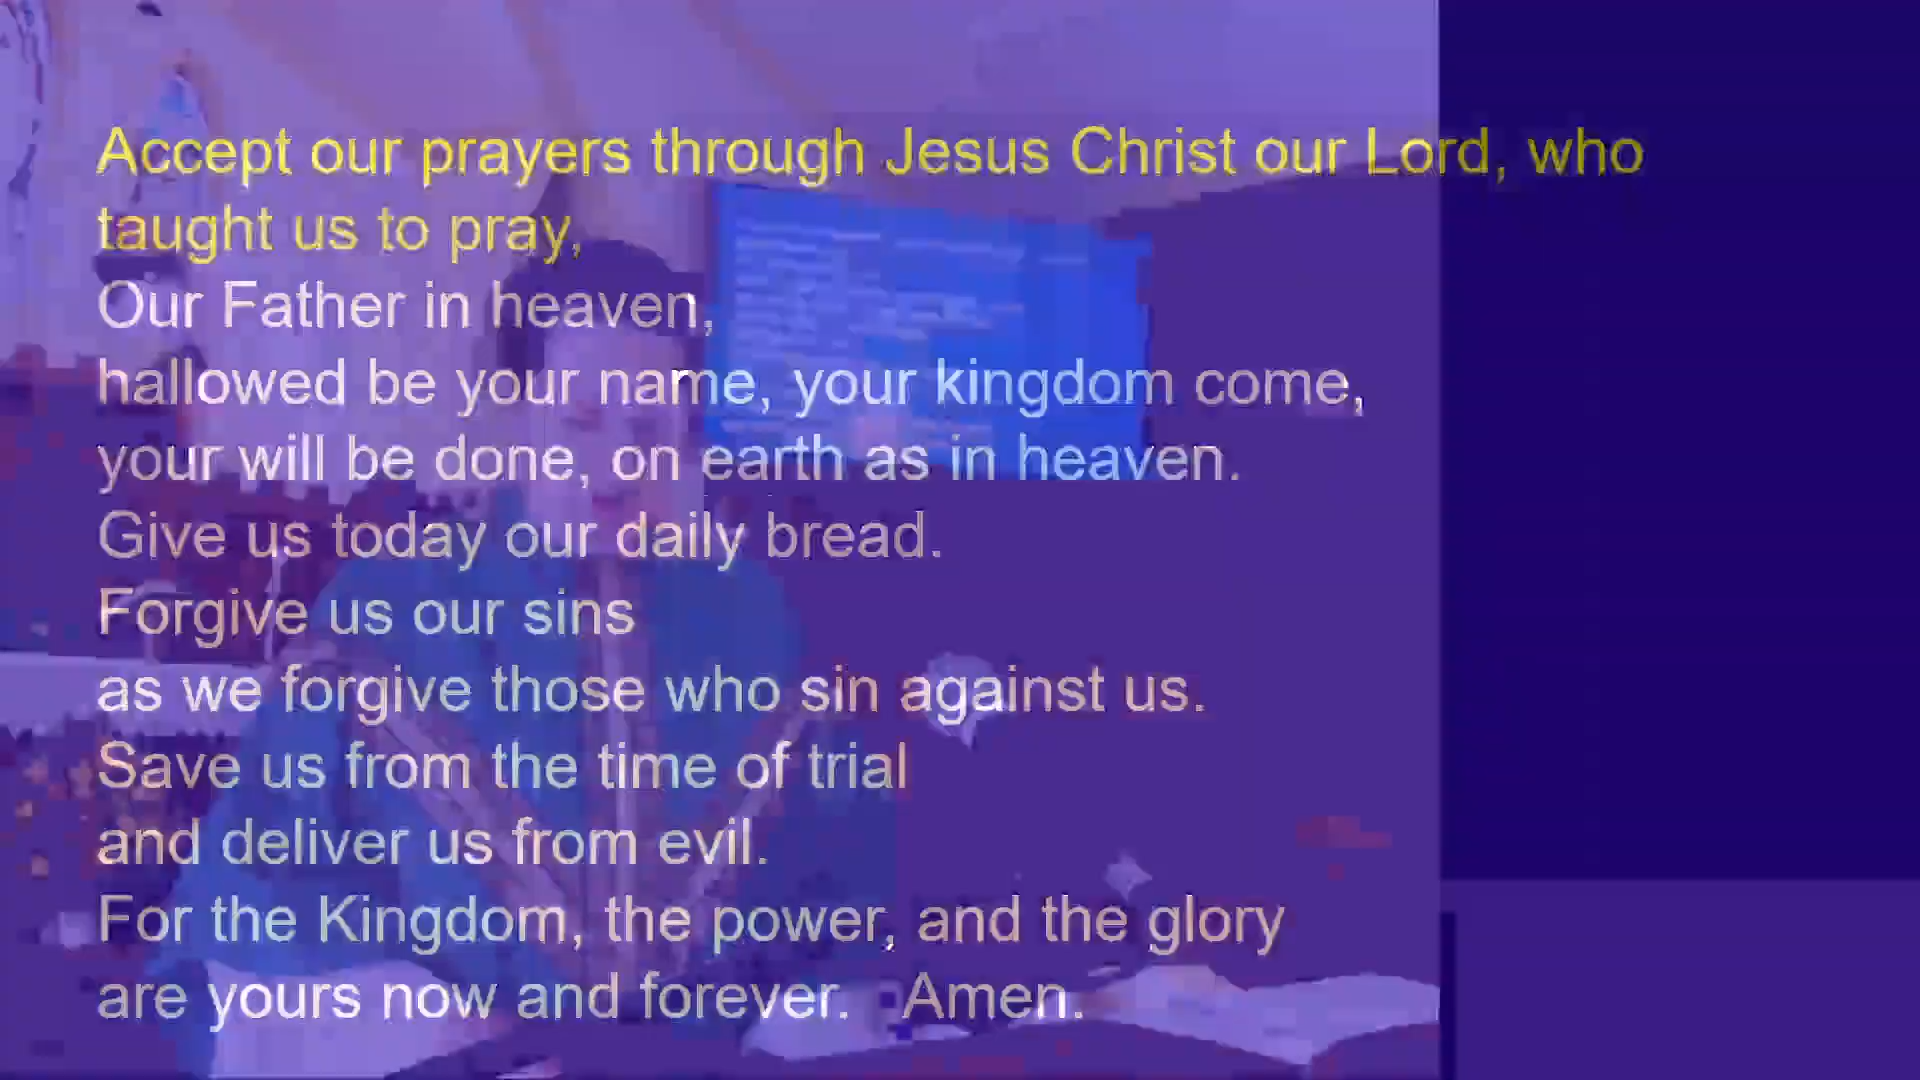 Accept our prayers through Jesus Christ our Lord, who
taught us to pray,
Our Father in heaven,
hallowed be your name, your kingdom come,
your will be done, on earth as in heaven.
Give us today our daily bread.
Forgive us our sins
as we forgive those who sin against us.
Save us from the time of trial
and deliver us from evil.
For the Kingdom, the power, and the glory
are yours now and forever. Amen.